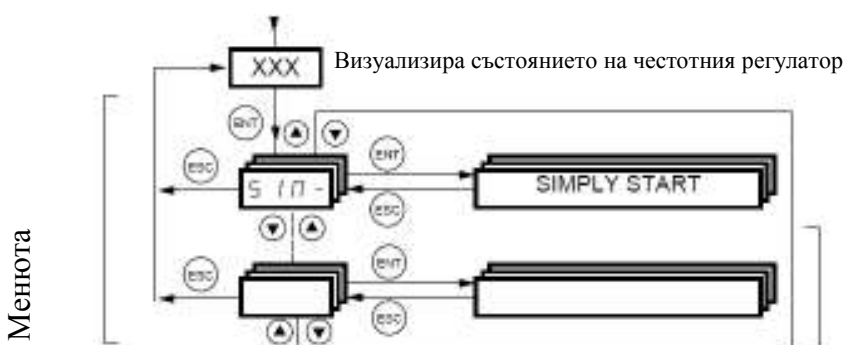 XXX Визуализира състоянието на честотния регулатор
ENT
ESC ENT
SIM- SIMPLY START
ESC
ESC ENT
ESC
Менюта